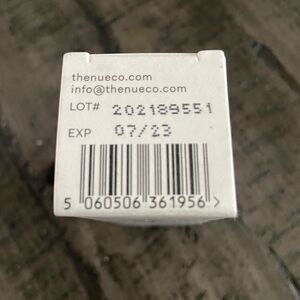 thenueco.com
info@thenueco.com
LOT# 202189551
EXP 07/23
5 060506 361956 >